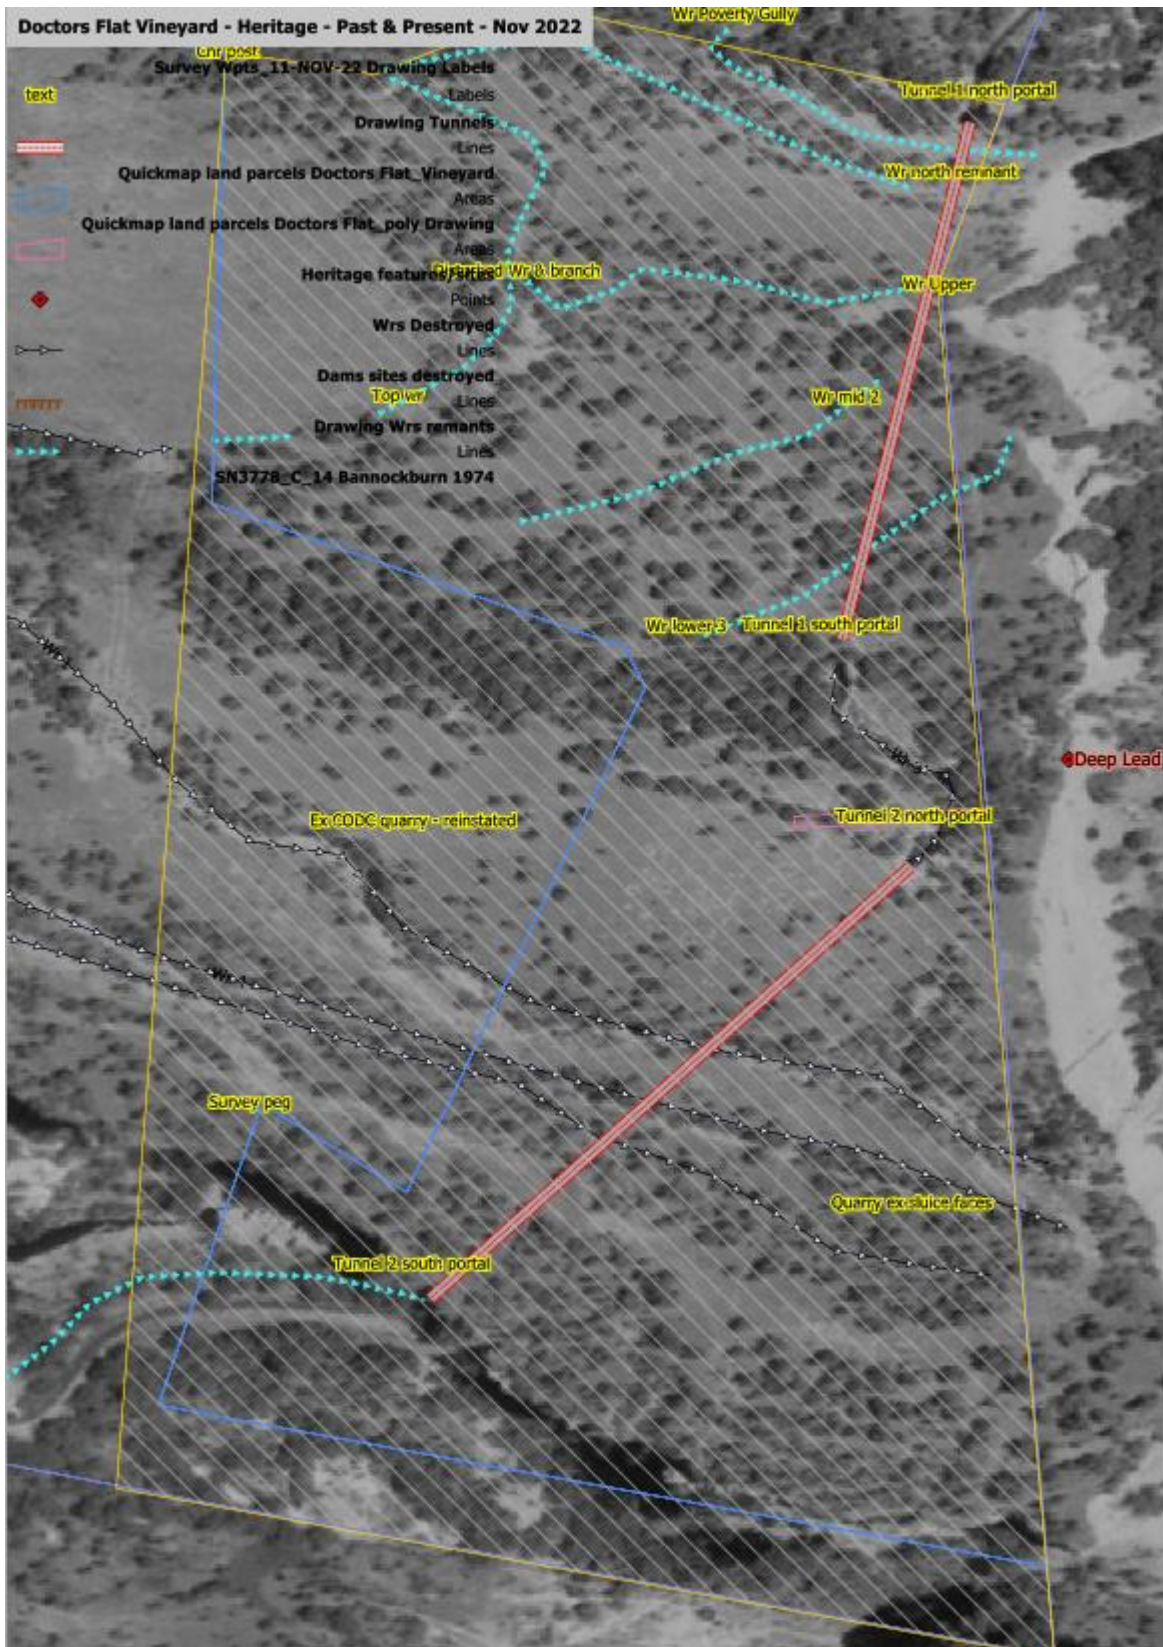 Doctors Flat Vineyard - Heritage - Past & Present - Nov 2022
Wr Poverty Gully
Cnr post
Survey Wpts_11-NOV-22 Drawing Labels
text
Labels
Tunnel 1 north portal
Drawing Tunnels
Lines
Quickmap land parcels Doctors Flat_Vineyard
Wr north remnant
Areas
Quickmap land parcels Doctors Flat_poly Drawing
Areas
Heritage features/sites
Disturbed Wr & branch
Wr Upper
Points
Wrs Destroyed
Lines
Dams sites destroyed
Top wr
Lines
Wr mid 2
Drawing Wrs remants
Lines
SN3778_C_14 Bannockburn 1974
Wr lower 3
Tunnel 1 south portal
Deep Lead
Ex CODC quarry - reinstated
Tunnel 2 north portal
Survey peg
Quarry ex sluice faces
Tunnel 2 south portal